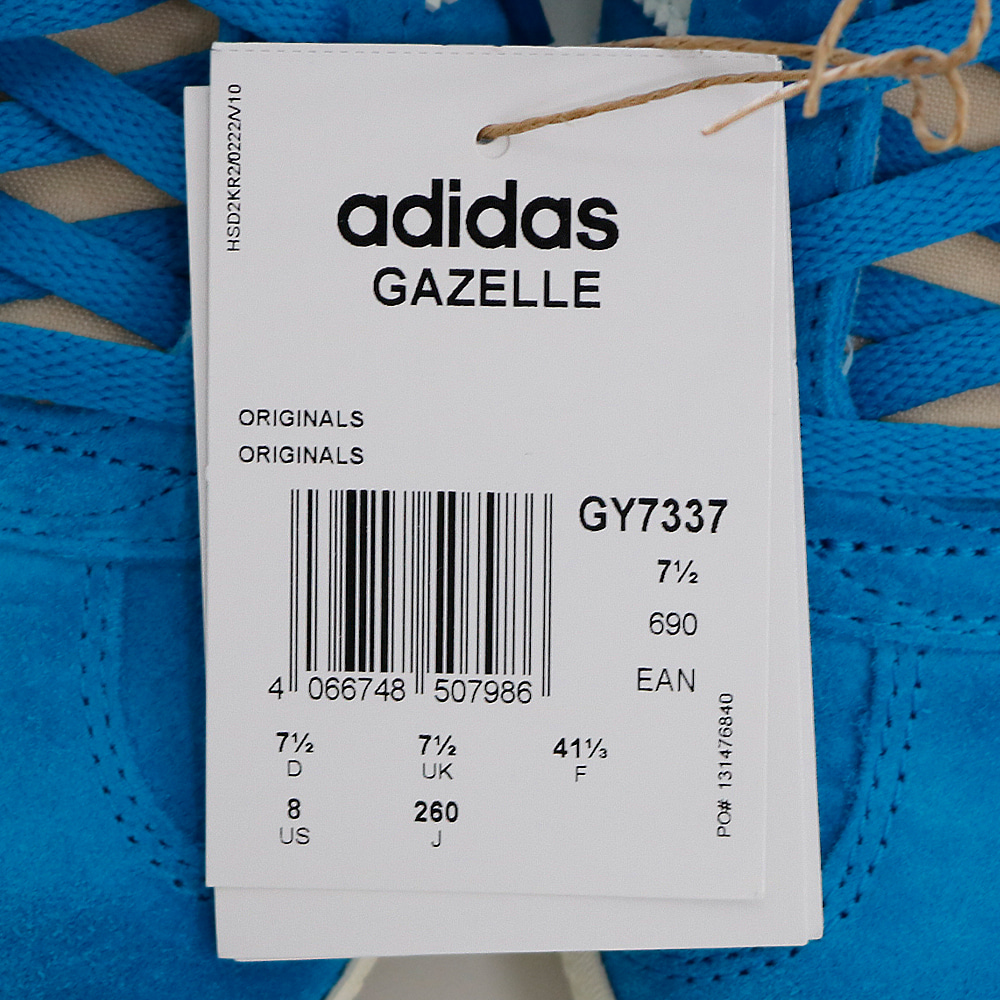 HSD2KR2/0222/V10
adidas
GAZELLE
ORIGINALS
ORIGINALS
GY7337
7½
690
EAN
4 066748 507986
7½ 7½ 41⅓
D UK F
8 260
US J
PO# 131476840